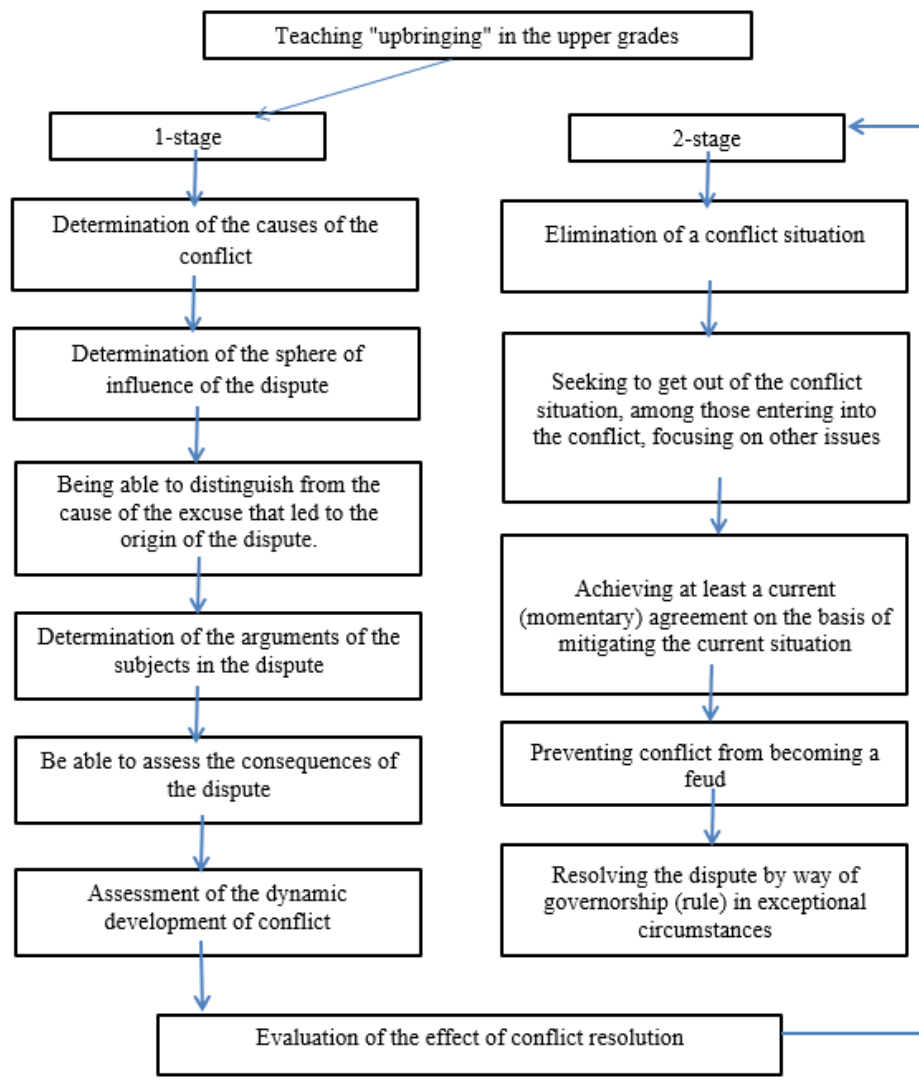 Teaching "upbringing" in the upper grades
1-stage
Determination of the causes of the
conflict
Determination of the sphere of
influence of the dispute
Being able to distinguish from the
cause of the excuse that led to the
origin of the dispute.
Determination of the arguments of the
subjects in the dispute
Be able to assess the consequences of
the dispute
Assessment of the dynamic
development of conflict
Evaluation of the effect of conflict resolution
2-stage
Elimination of a conflict situation
Seeking to get out of the conflict
situation, among those entering into
the conflict, focusing on other issues
Achieving at least a current
(momentary) agreement on the basis of
mitigating the current situation
Preventing conflict from becoming a
feud
Resolving the dispute by way of
governorship (rule) in exceptional
circumstances